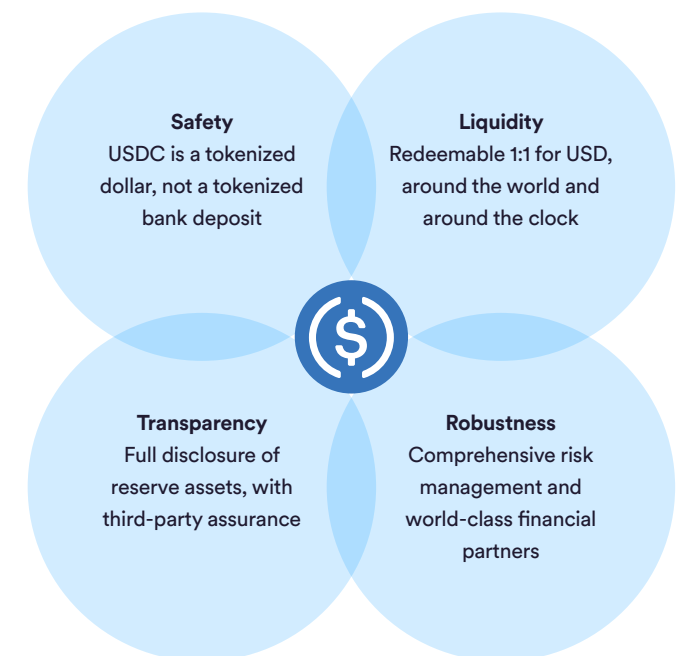 Safety
USDC is a tokenized
dollar, not a tokenized
bank deposit
Liquidity
Redeemable 1:1 for USD,
around the world and
around the clock
$
Transparency
Full disclosure of
reserve assets, with
third-party assurance
Robustness
Comprehensive risk
management and
world-class financial
partners